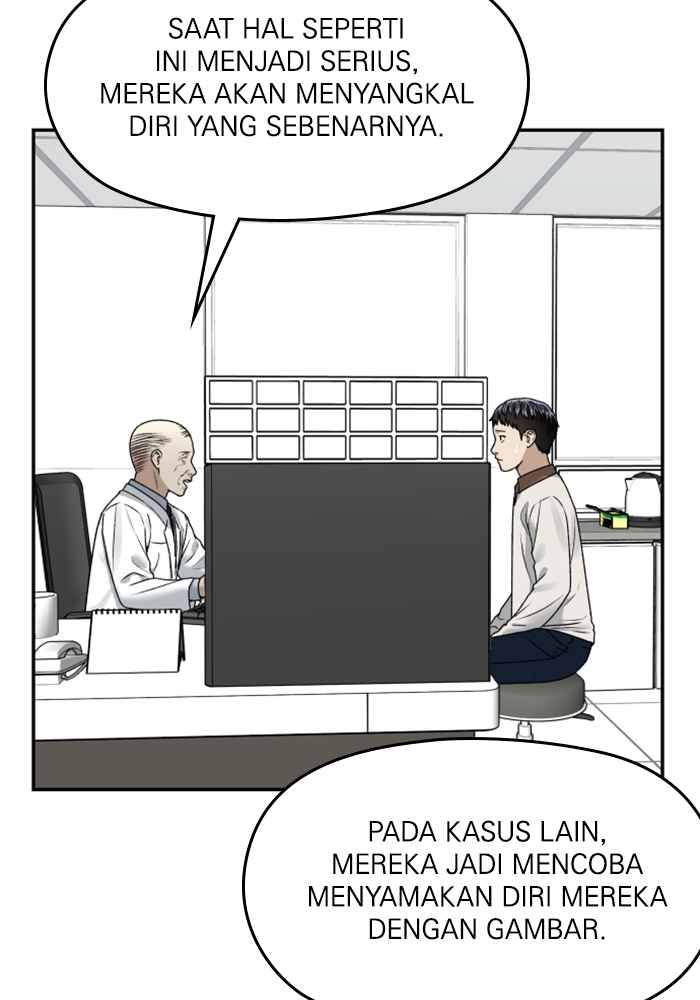 SAAT HAL SEPERTI
INI MENJADI SERIUS,
MEREKA AKAN MENYANGKAL
DIRI YANG SEBENARNYA.
PADA KASUS LAIN,
MEREKA JADI MENCOBA
MENYAMAKAN DIRI MEREKA
DENGAN GAMBAR.